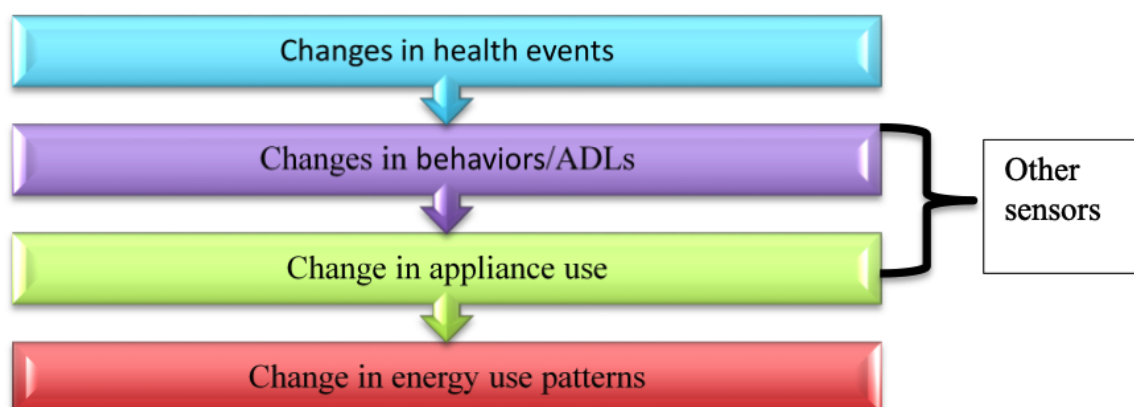 Changes in health events
Changes in behaviors/ADLs
Other
sensors
Change in appliance use
Change in energy use patterns